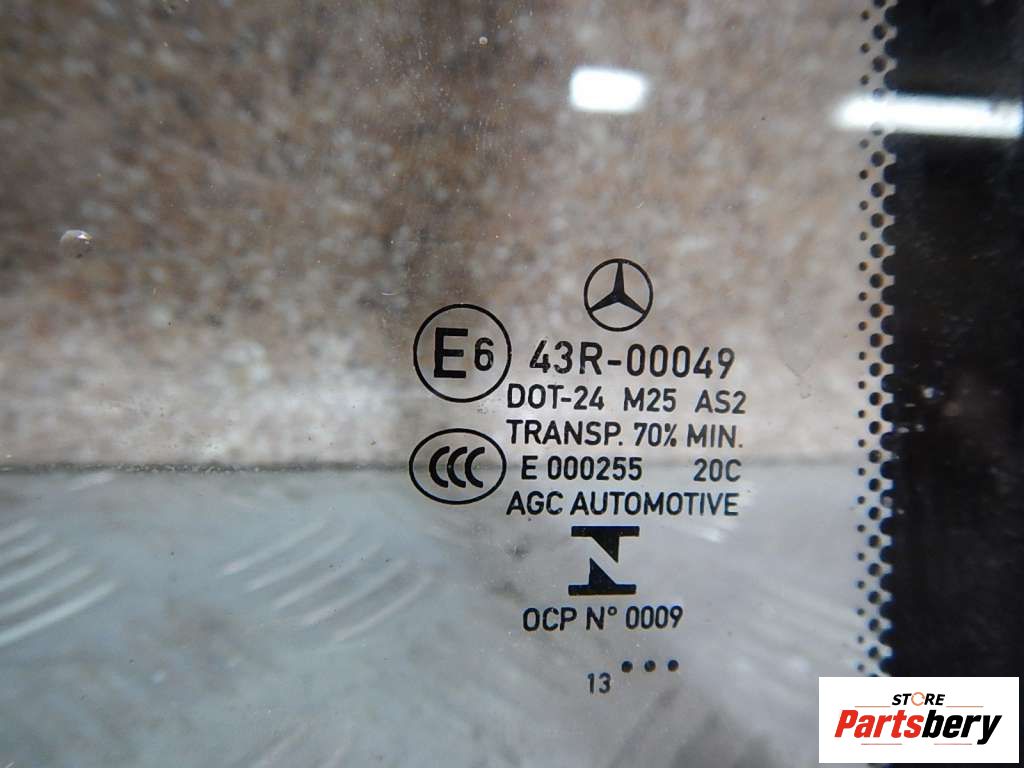 E6 43R-00049
DOT-24 M25 AS2
TRANSP. 70% MIN.
CCC E 000255 20C
AGC AUTOMOTIVE
N
OCP N° 0009
13 •••
STORE
Partsbery